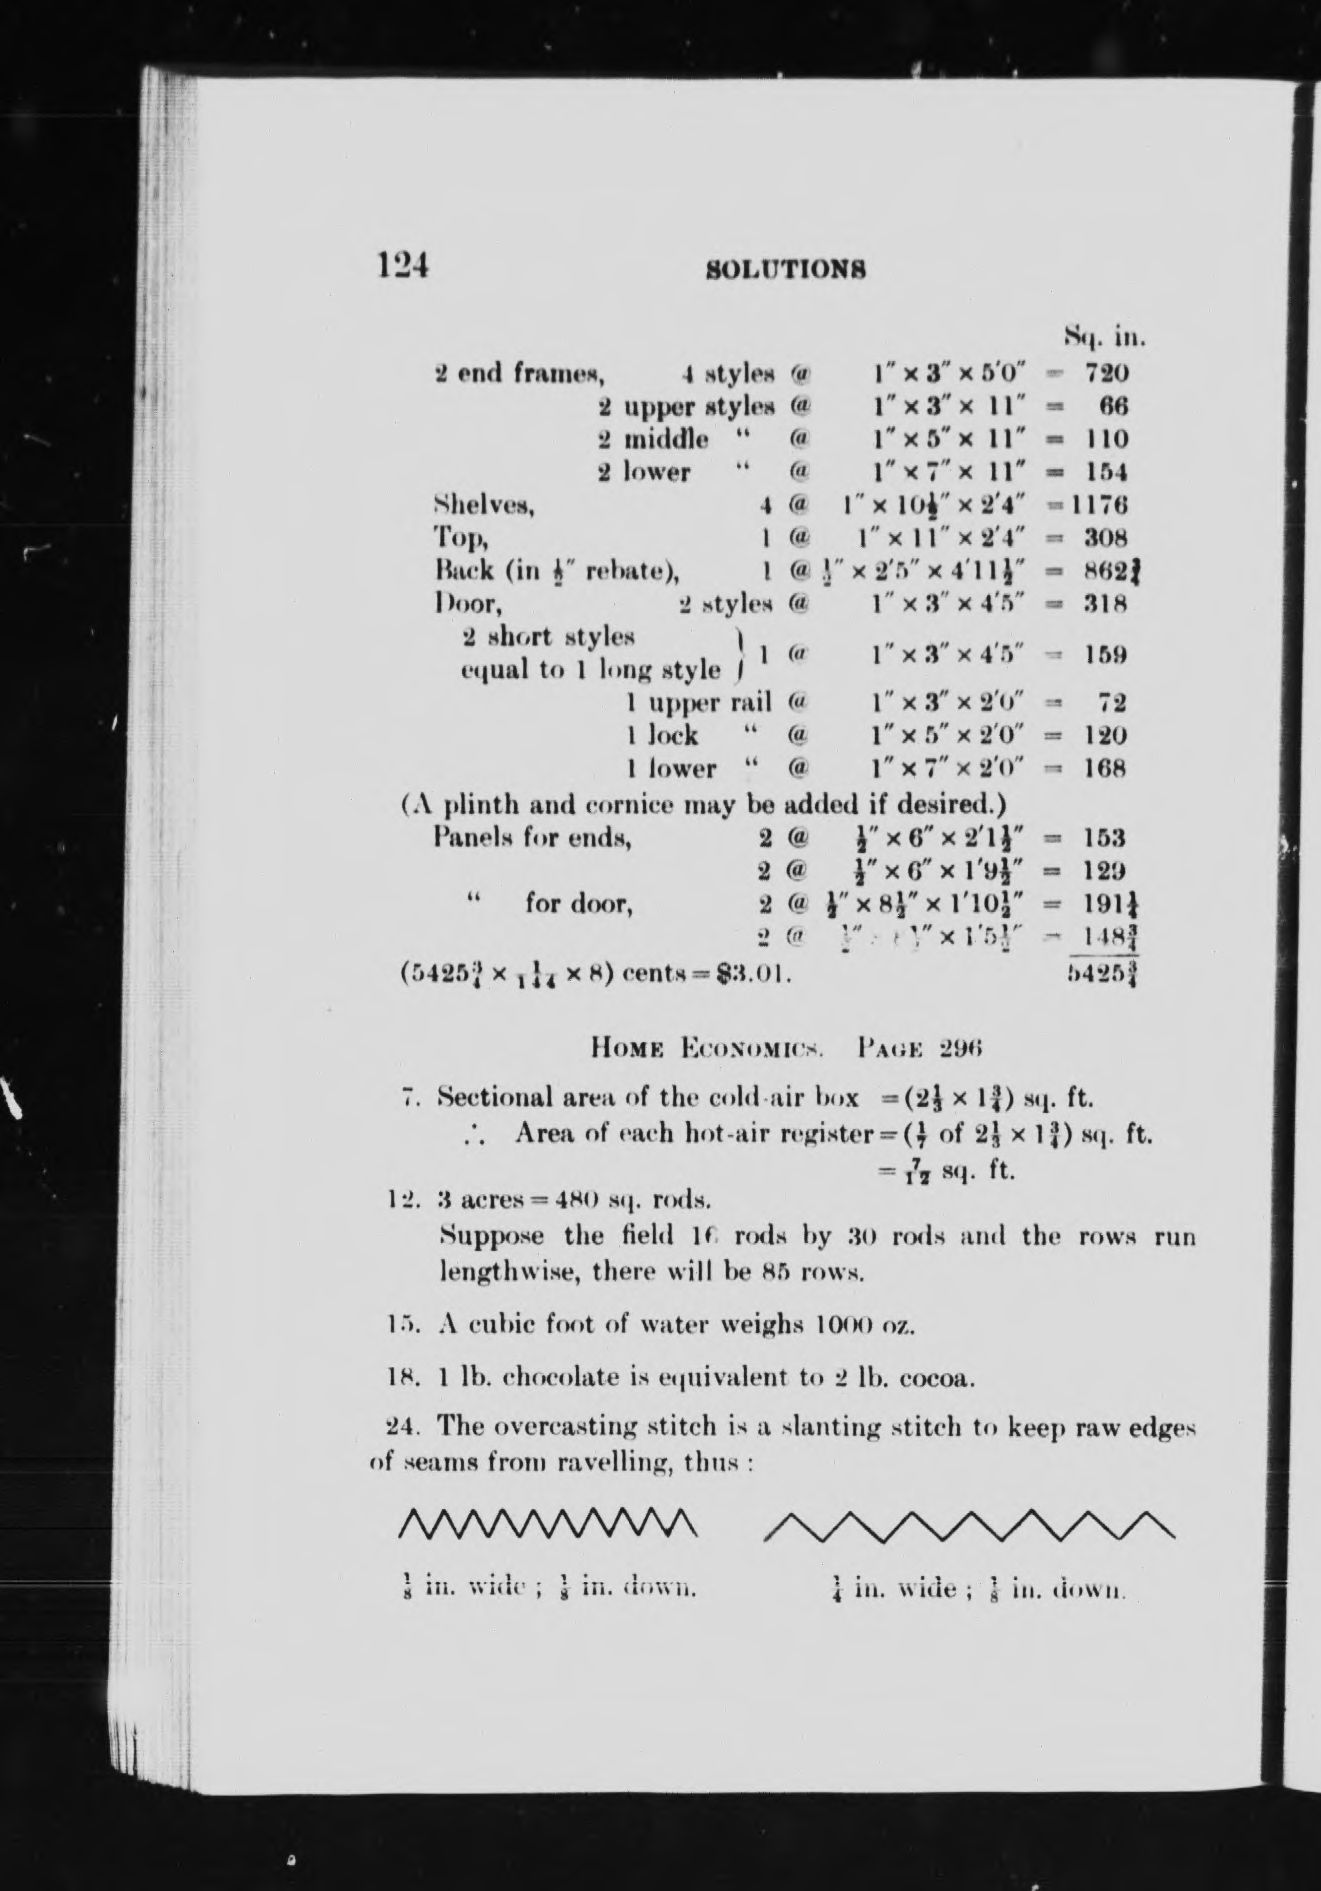 124 SOLUTIONS
Sq. in.
2 end frames, 4 styles @ 1″ × 3″ × 5′0″ = 720
2 upper styles @ 1″ × 3″ × 11″ = 66
2 middle “ @ 1″ × 5″ × 11″ = 110
2 lower “ @ 1″ × 7″ × 11″ = 154
Shelves, 4 @ 1″ × 10½″ × 2′4″ = 1176
Top, 1 @ 1″ × 11″ × 2′4″ = 308
Back (in ½″ rebate), 1 @ ½″ × 2′5″ × 4′11½″ = 862¾
Door, 2 styles @ 1″ × 3″ × 4′5″ = 318
2 short styles
equal to 1 long style } 1 @ 1″ × 3″ × 4′5″ = 159
1 upper rail @ 1″ × 3″ × 2′0″ = 72
1 lock “ @ 1″ × 5″ × 2′0″ = 120
1 lower “ @ 1″ × 7″ × 2′0″ = 168
(A plinth and cornice may be added if desired.)
Panels for ends, 2 @ ½″ × 6″ × 2′1½″ = 153
2 @ ½″ × 6″ × 1′9½″ = 129
“ for door, 2 @ ½″ × 8½″ × 1′10½″ = 191¼
2 @ ½″ × 1′5½″ = 148¾
(5425¾ × 1/144 × 8) cents = $3.01. 5425¾
HOME ECONOMICS. PAGE 296
7. Sectional area of the cold-air box = (2⅓ × 1¾) sq. ft.
∴ Area of each hot-air register = (1/7 of 2⅓ × 1¾) sq. ft.
= 7/12 sq. ft.
12. 3 acres = 480 sq. rods.
Suppose the field 16 rods by 30 rods and the rows run
lengthwise, there will be 85 rows.
15. A cubic foot of water weighs 1000 oz.
18. 1 lb. chocolate is equivalent to 2 lb. cocoa.
24. The overcasting stitch is a slanting stitch to keep raw edges
of seams from ravelling, thus :
⅛ in. wide ; ⅛ in. down. ¼ in. wide ; ⅛ in. down.